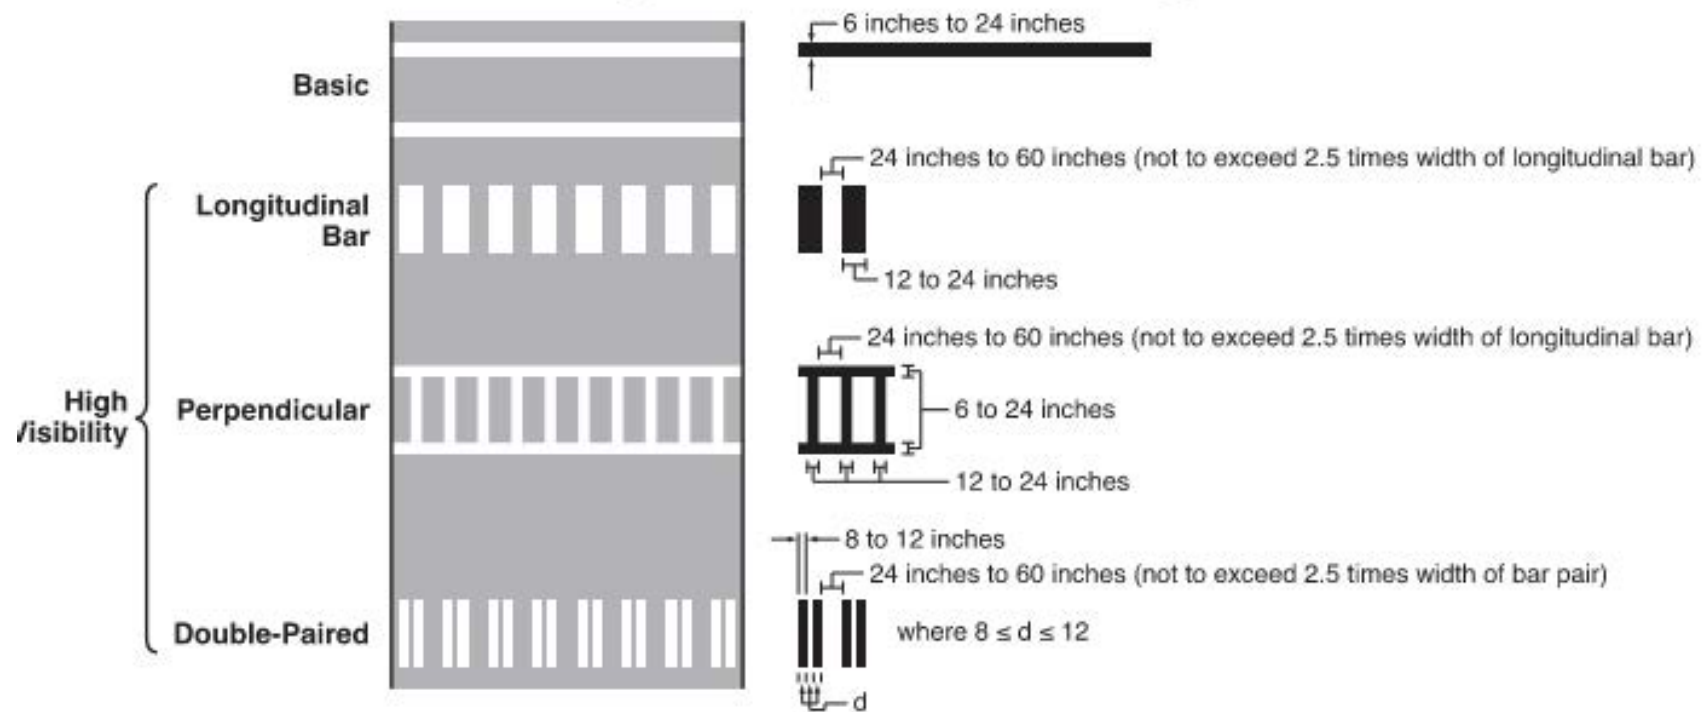 6 inches to 24 inches
Basic
24 inches to 60 inches (not to exceed 2.5 times width of longitudinal bar)
Longitudinal
Bar
12 to 24 inches
24 inches to 60 inches (not to exceed 2.5 times width of longitudinal bar)
High
Visibility
Perpendicular
6 to 24 inches
12 to 24 inches
8 to 12 inches
24 inches to 60 inches (not to exceed 2.5 times width of bar pair)
Double-Paired
where 8 ≤ d ≤ 12
d